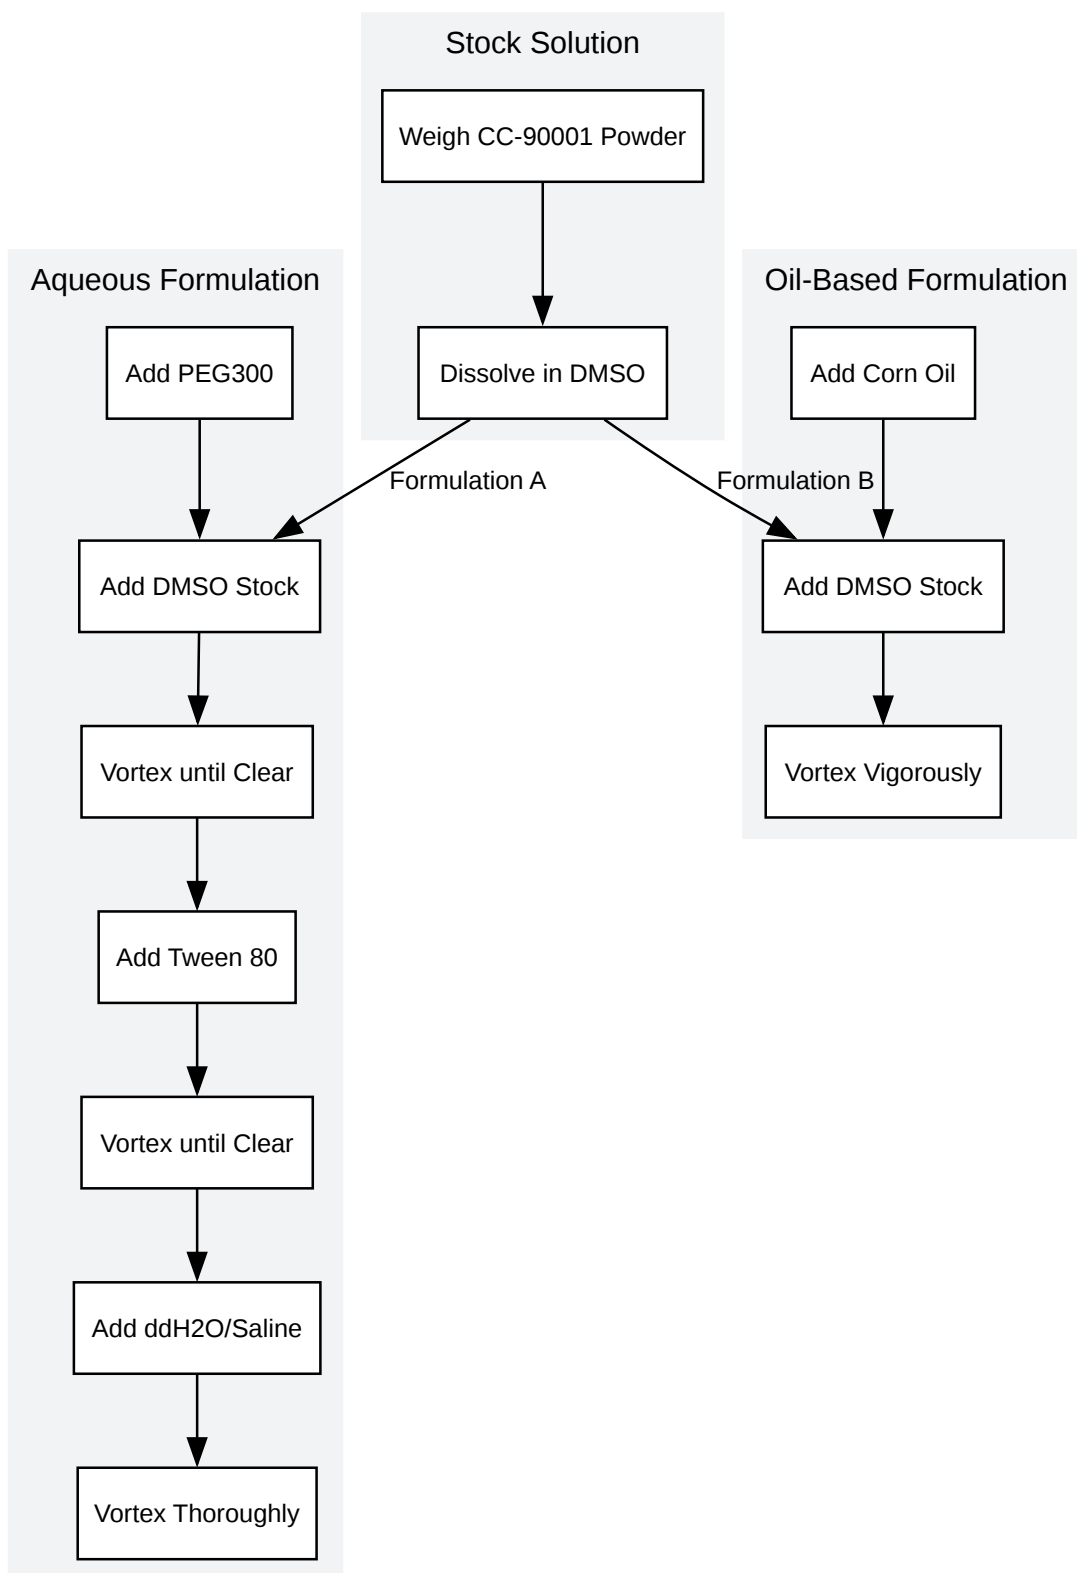 Stock Solution
Weigh CC-90001 Powder
Dissolve in DMSO
Formulation A
Formulation B
Aqueous Formulation
Add PEG300
Add DMSO Stock
Vortex until Clear
Add Tween 80
Vortex until Clear
Add ddH2O/Saline
Vortex Thoroughly
Oil-Based Formulation
Add Corn Oil
Add DMSO Stock
Vortex Vigorously